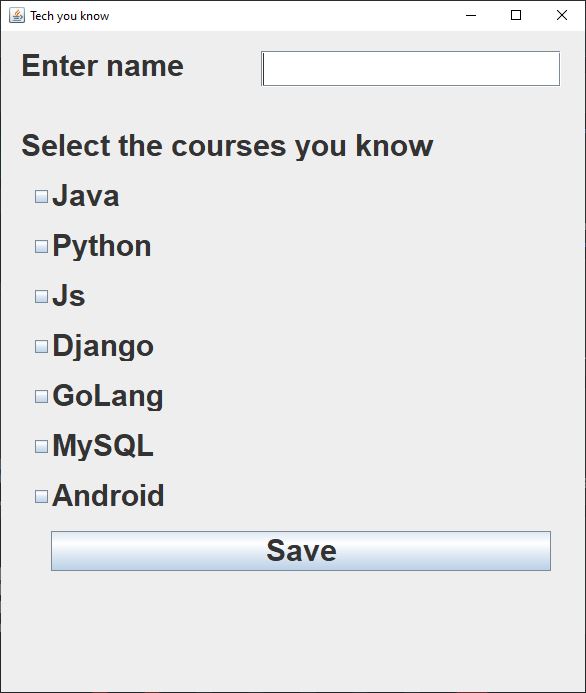 Tech you know
Enter name
Select the courses you know
Java
Python
Js
Django
GoLang
MySQL
Android
Save